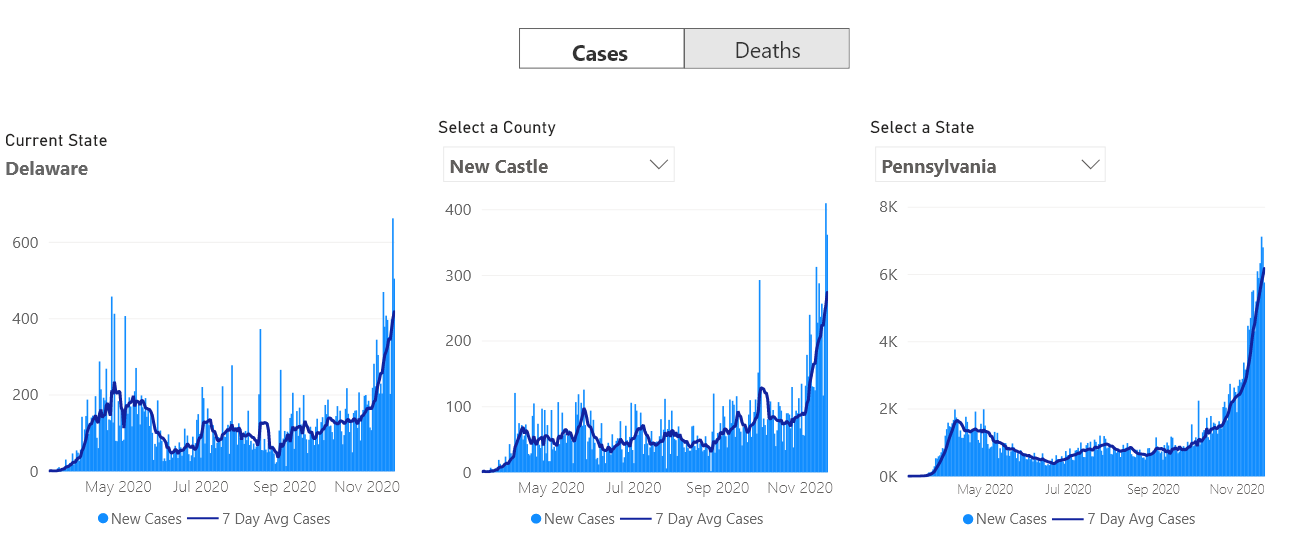 Cases Deaths
Current State
Delaware
Select a County
New Castle
Select a State
Pennsylvania
600
400
200
0
May 2020 Jul 2020 Sep 2020 Nov 2020
New Cases 7 Day Avg Cases
400
300
200
100
0
May 2020 Jul 2020 Sep 2020 Nov 2020
New Cases 7 Day Avg Cases
8K
6K
4K
2K
0K
May 2020 Jul 2020 Sep 2020 Nov 2020
New Cases 7 Day Avg Cases